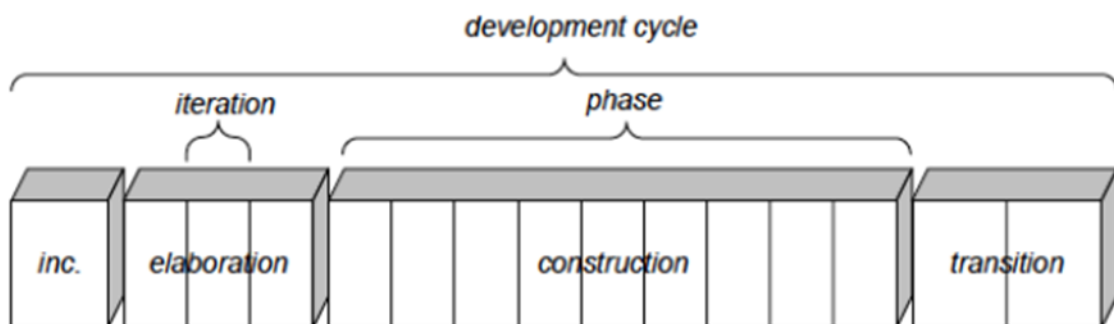 development cycle
iteration
phase
inc.
elaboration
construction
transition